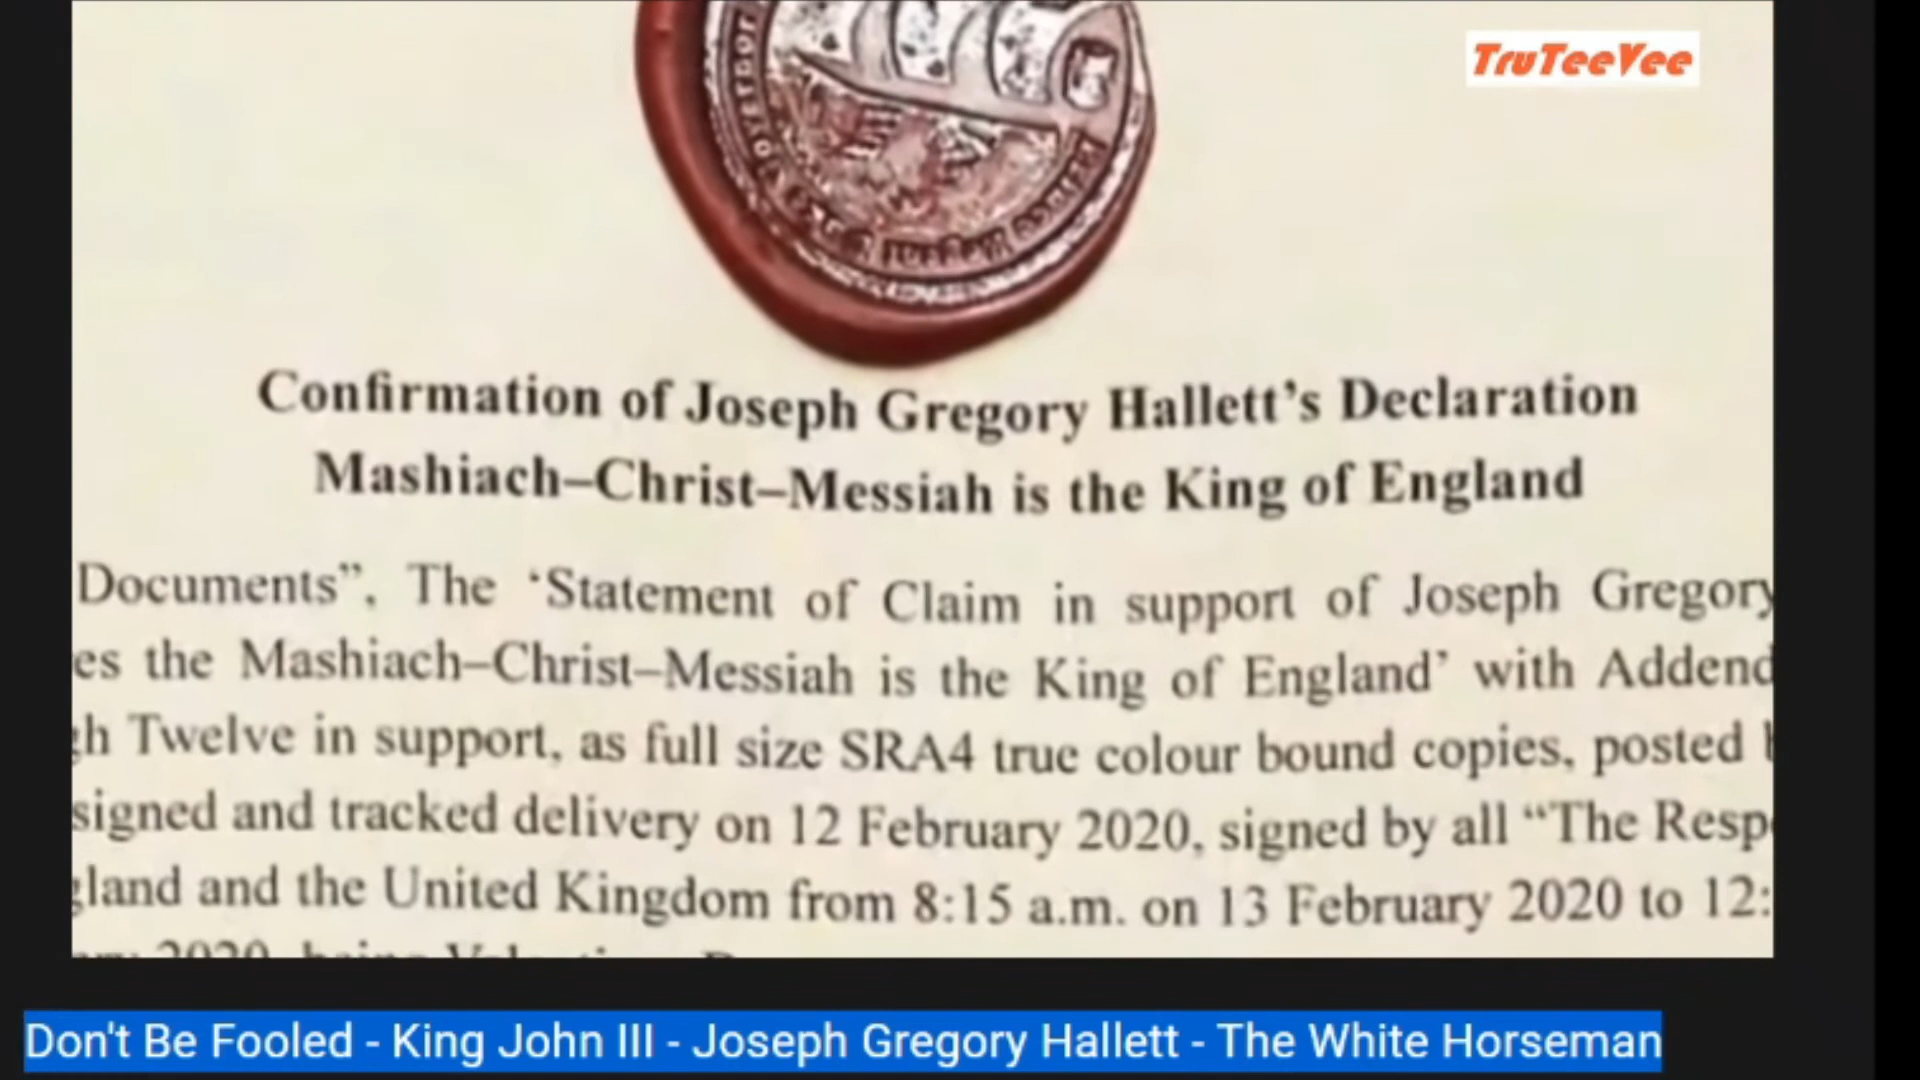 TruTeeVee
Confirmation of Joseph Gregory Hallett's Declaration
Mashiach–Christ–Messiah is the King of England
Documents”. The ‘Statement of Claim in support of Joseph Gregory
es the Mashiach–Christ–Messiah is the King of England’ with Addend
gh Twelve in support, as full size SRA4 true colour bound copies, posted
signed and tracked delivery on 12 February 2020, signed by all “The Resp
gland and the United Kingdom from 8:15 a.m. on 13 February 2020 to 12:
2020, being
Don't Be Fooled - King John III - Joseph Gregory Hallett - The White Horseman